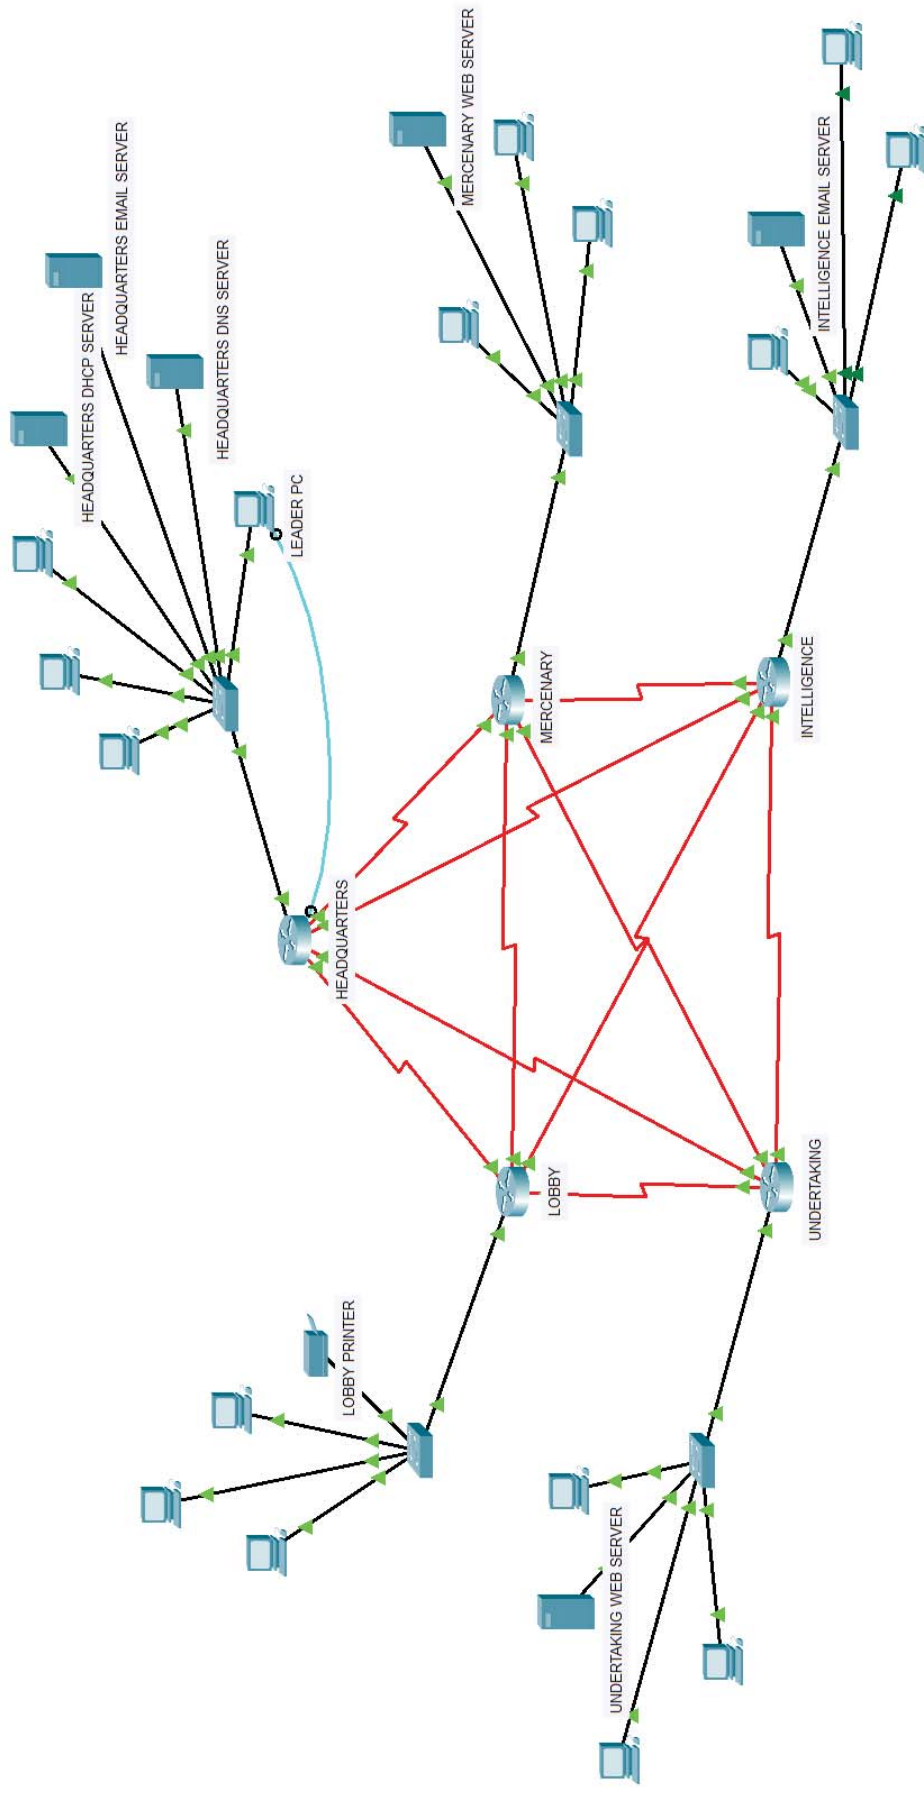 HEADQUARTERS DHCP SERVER
HEADQUARTERS EMAIL SERVER
HEADQUARTERS DNS SERVER
LEADER PC
HEADQUARTERS
LOBBY PRINTER
LOBBY
MERCENARY
MERCENARY WEB SERVER
UNDERTAKING WEB SERVER
UNDERTAKING
INTELLIGENCE
INTELLIGENCE EMAIL SERVER